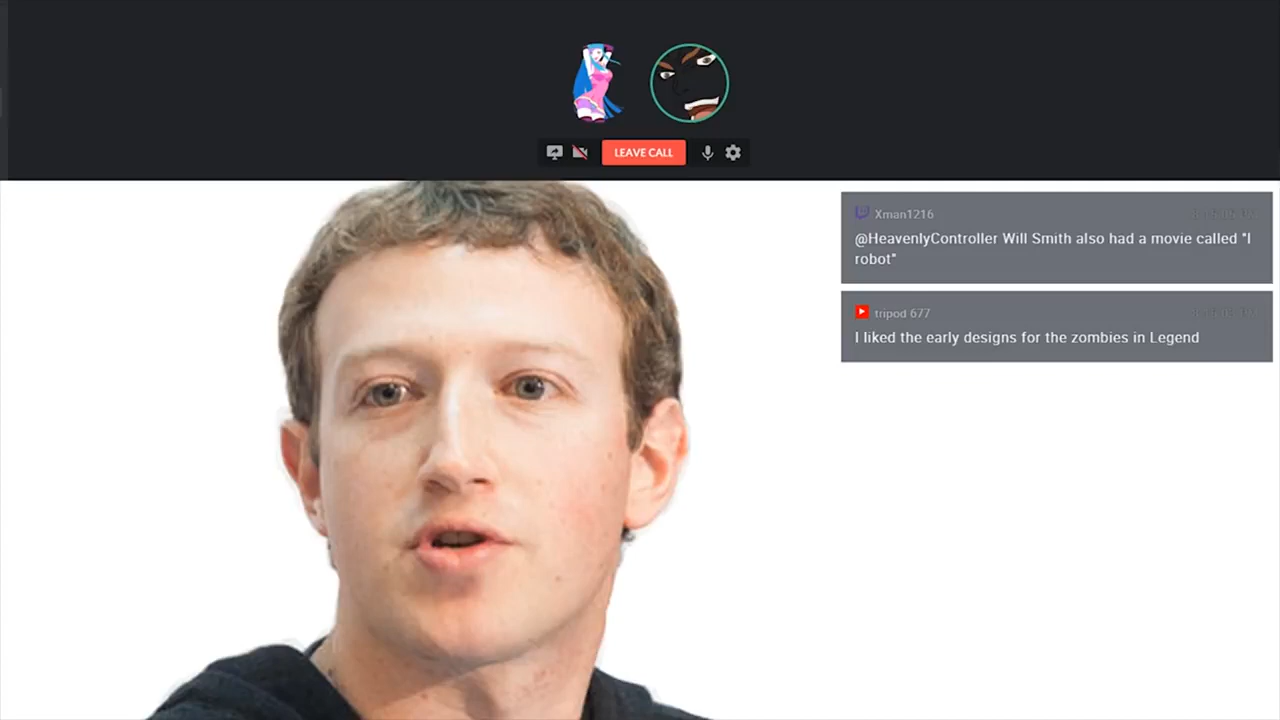 LEAVE CALL
Xman1216
@HeavenlyController Will Smith also had a movie called "I
robot"
tripod 677
I liked the early designs for the zombies in Legend